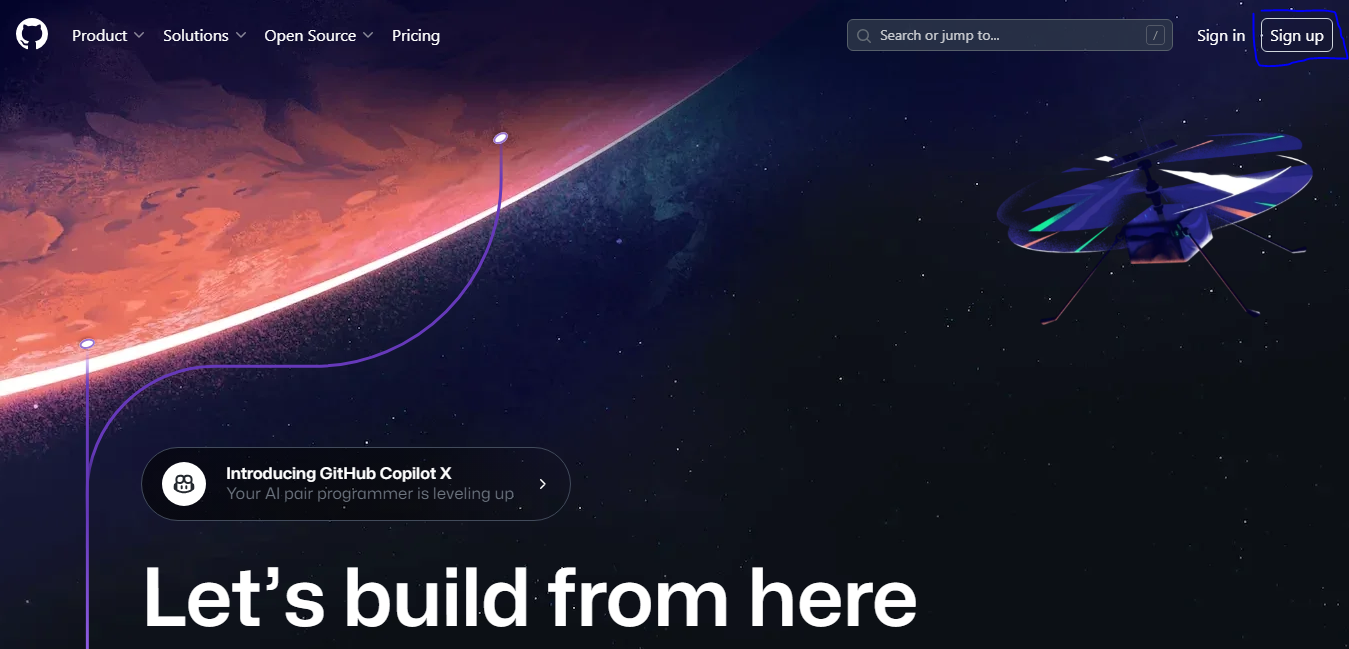 Product Solutions Open Source Pricing Search or jump to... / Sign in Sign up
Introducing GitHub Copilot X
Your AI pair programmer is leveling up
Let’s build from here